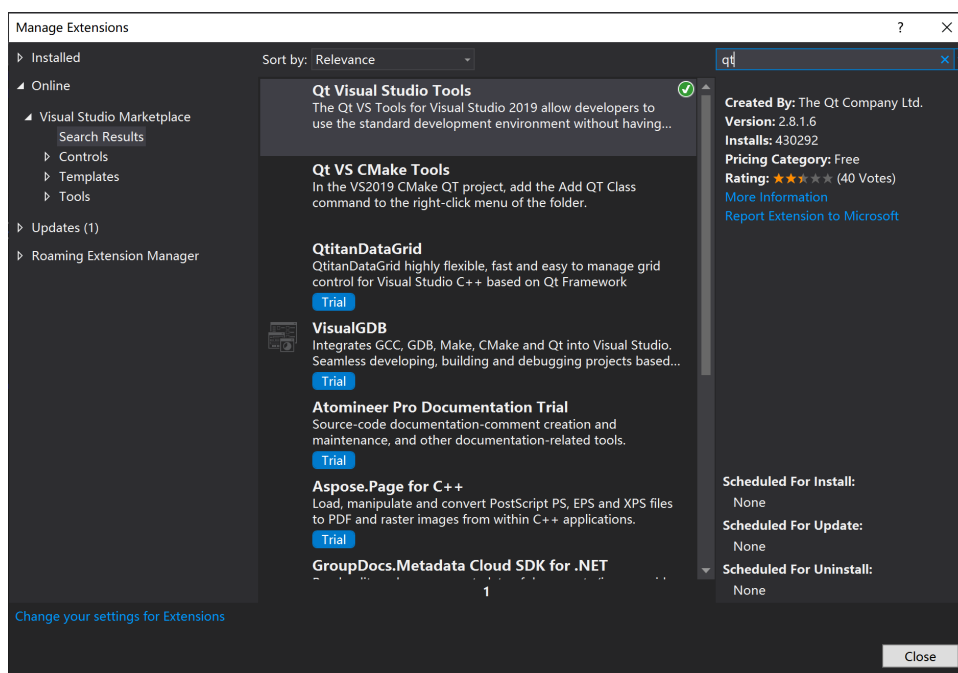 Manage Extensions
?
Installed
Online
Visual Studio Marketplace
Search Results
Controls
Templates
Tools
Updates (1)
Roaming Extension Manager
Sort by: Relevance
Qt Visual Studio Tools
The Qt VS Tools for Visual Studio 2019 allow developers to
use the standard development environment without having...
Qt VS CMake Tools
In the VS2019 CMake QT project, add the Add QT Class
command to the right-click menu of the folder.
QtitanDataGrid
QtitanDataGrid highly flexible, fast and easy to manage grid
control for Visual Studio C++ based on Qt Framework
Trial
VisualGDB
Integrates GCC, GDB, Make, CMake and Qt into Visual Studio.
Seamless developing, building and debugging projects based...
Trial
Atomineer Pro Documentation Trial
Source-code documentation-comment creation and
maintenance, and other documentation-related tools.
Trial
Aspose.Page for C++
Load, manipulate and convert PostScript PS, EPS and XPS files
to PDF and raster images from within C++ applications.
Trial
GroupDocs.Metadata Cloud SDK for .NET
1
qt
Created By: The Qt Company Ltd.
Version: 2.8.1.6
Installs: 430292
Pricing Category: Free
Rating: (40 Votes)
More Information
Report Extension to Microsoft
Scheduled For Install:
None
Scheduled For Update:
None
Scheduled For Uninstall:
None
Change your settings for Extensions
Close